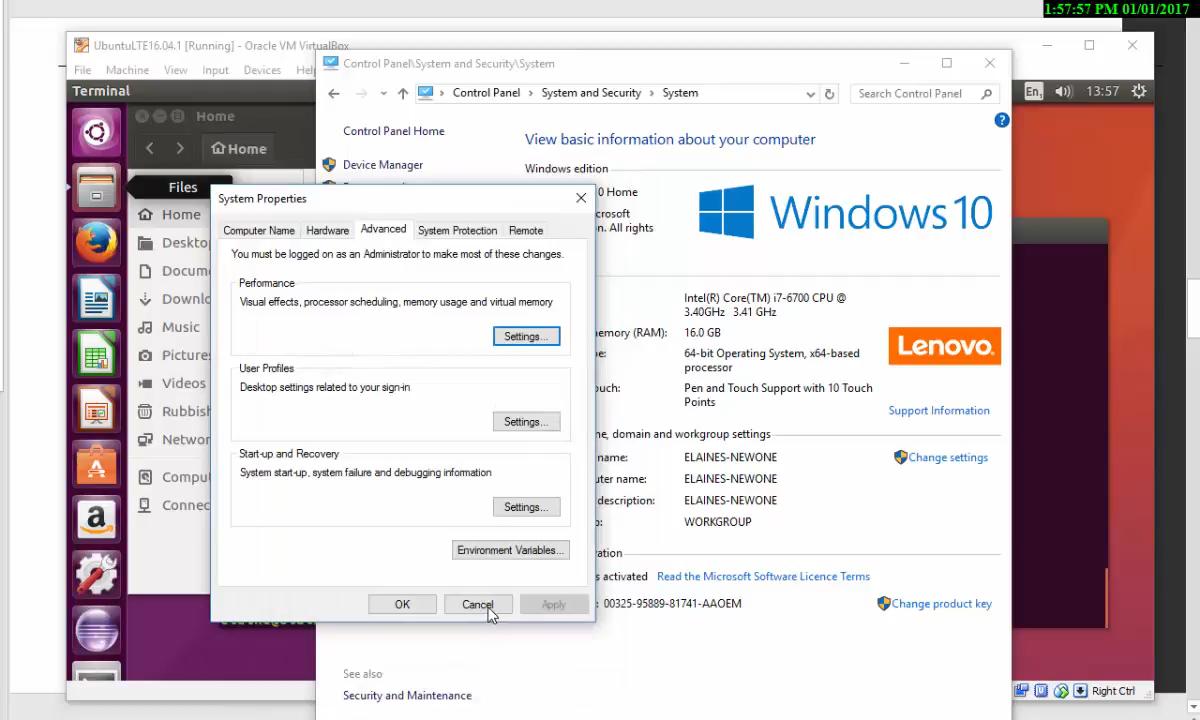 1:57:57 PM 01/01/2017
UbuntuLTE16.04.1 [Running] - Oracle VM VirtualBox
File Machine View Input Devices Help
Terminal
En
13:57
Home
Home
Files
Home
Desktop
Docum
Downlo
Music
Pictures
Videos
Rubbis
Networ
Compu
Connec
Control Panel\System and Security\System
Control Panel > System and Security > System
Search Control Panel
Control Panel Home
Device Manager
View basic information about your computer
Windows edition
0 Home
crosoft
n. All rights
Windows 10
Intel(R) Core(TM) i7-6700 CPU @
3.40GHz 3.41 GHz
emory (RAM): 16.0 GB
pe: 64-bit Operating System, x64-based
processor
ouch: Pen and Touch Support with 10 Touch
Points
Lenovo
Support Information
ne, domain and workgroup settings
name: ELAINES-NEWONE
Change settings
uter name: ELAINES-NEWONE
description: ELAINES-NEWONE
p: WORKGROUP
ration
s activated Read the Microsoft Software Licence Terms
: 00325-95889-81741-AAOEM
Change product key
See also
Security and Maintenance
System Properties
Computer Name Hardware Advanced System Protection Remote
You must be logged on as an Administrator to make most of these changes.
Performance
Visual effects, processor scheduling, memory usage and virtual memory
Settings...
User Profiles
Desktop settings related to your sign-in
Settings...
Start-up and Recovery
System start-up, system failure and debugging information
Settings...
Environment Variables...
OK Cancel Apply
Right Ctrl